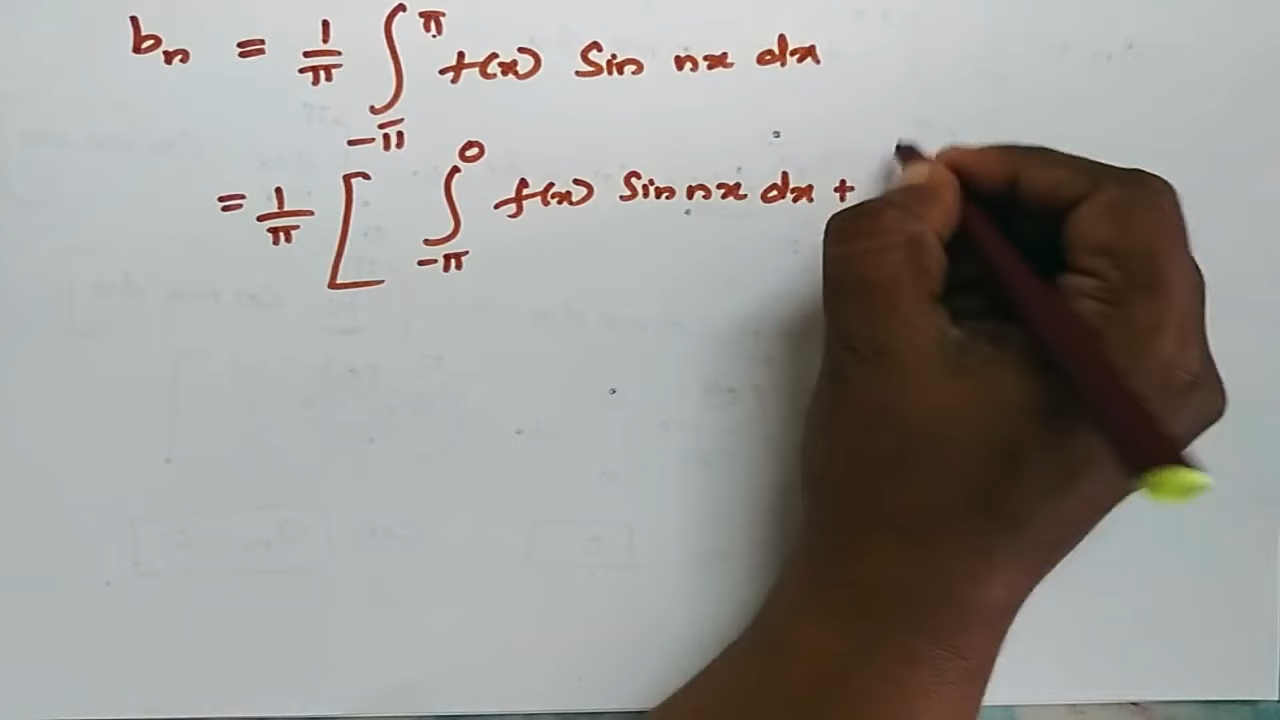 bn = 1/π ∫_{-π}^{π} f(x) Sin nx dx
= 1/π [ ∫_{-π}^{0} f(x) Sin nx dx +